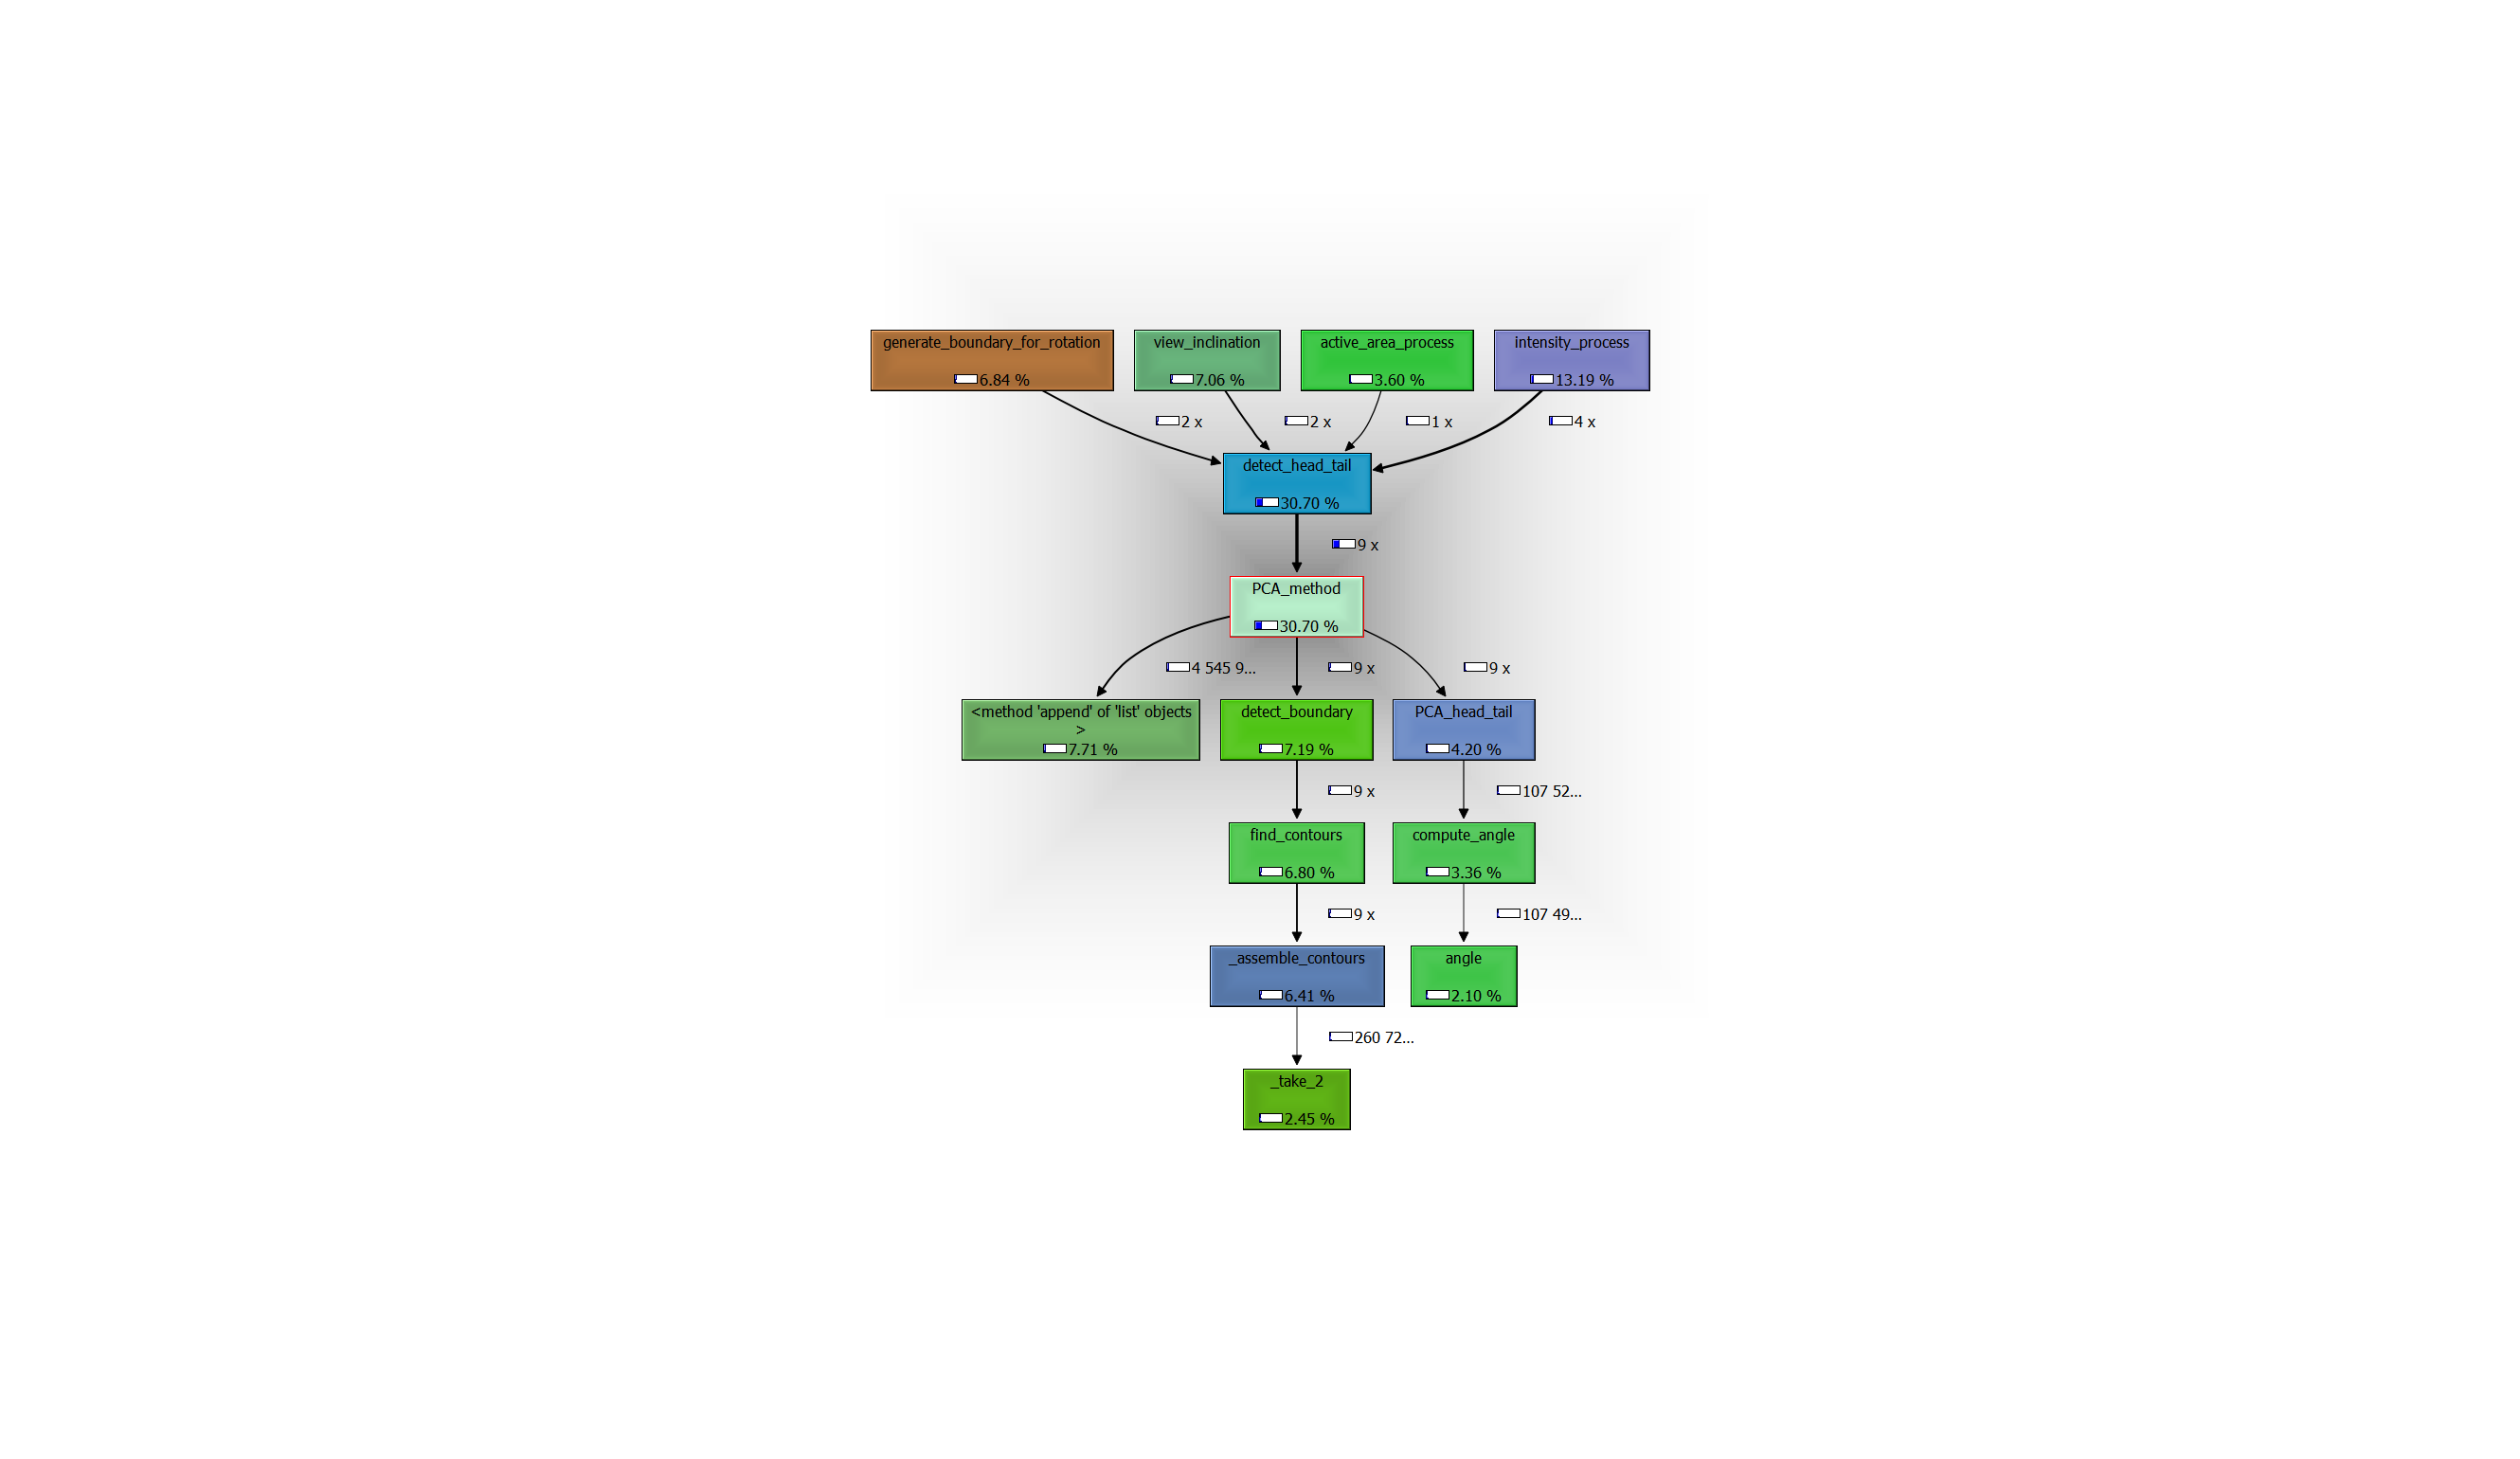 generate_boundary_for_rotation
6.84 %
view_inclination
7.06 %
active_area_process
3.60 %
intensity_process
13.19 %
2 x
2 x
1 x
4 x
detect_head_tail
30.70 %
9 x
PCA_method
30.70 %
4 545 9...
9 x
9 x
<method 'append' of 'list' objects
>
7.71 %
detect_boundary
7.19 %
PCA_head_tail
4.20 %
9 x
107 52...
find_contours
6.80 %
compute_angle
3.36 %
9 x
107 49...
_assemble_contours
6.41 %
angle
2.10 %
260 72...
_take_2
2.45 %